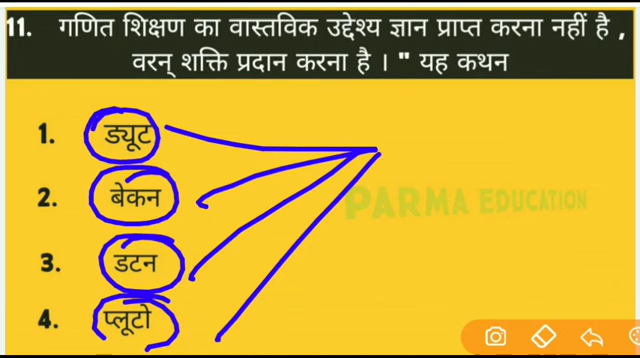 11. गणित शिक्षण का वास्तविक उद्देश्य ज्ञान प्राप्त करना नहीं है ,
वरन् शक्ति प्रदान करना है । " यह कथन
1. ड्यूट
2. बेकन
PARMA EDUCATION
3. डटन
4. प्लूटो